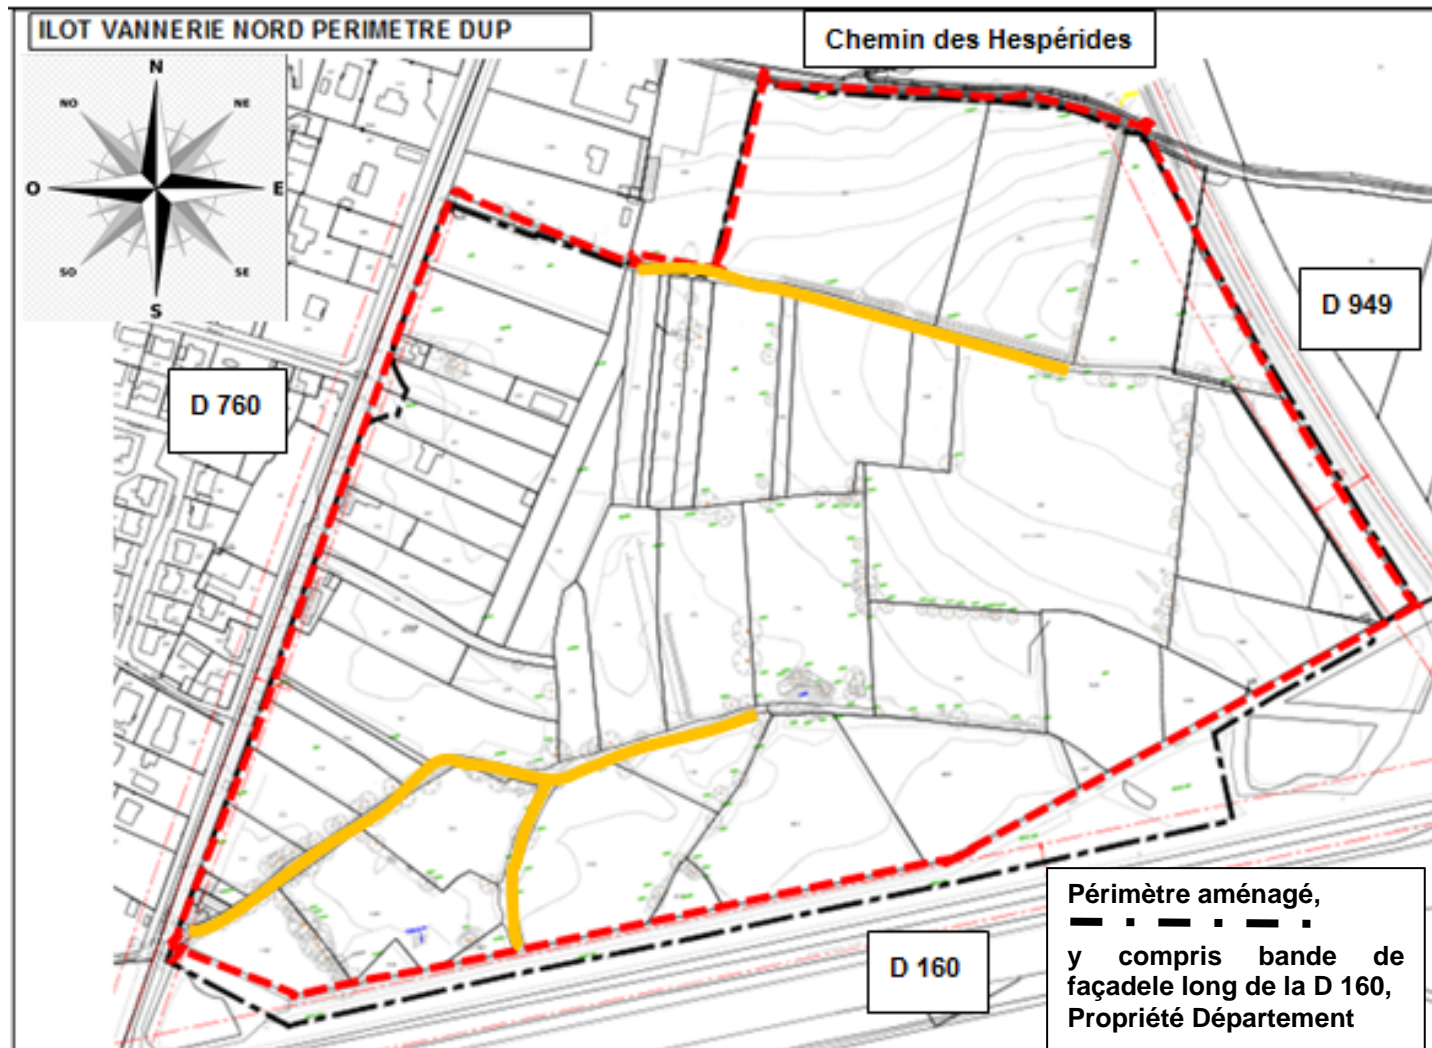 ILOT VANNERIE NORD PERIMETRE DUP
Chemin des Hespérides
N
NO
NE
O
E
SO
SE
S
D 949
D 760
D 160
Périmètre aménagé,
y compris bande de
façadele long de la D 160,
Propriété Département